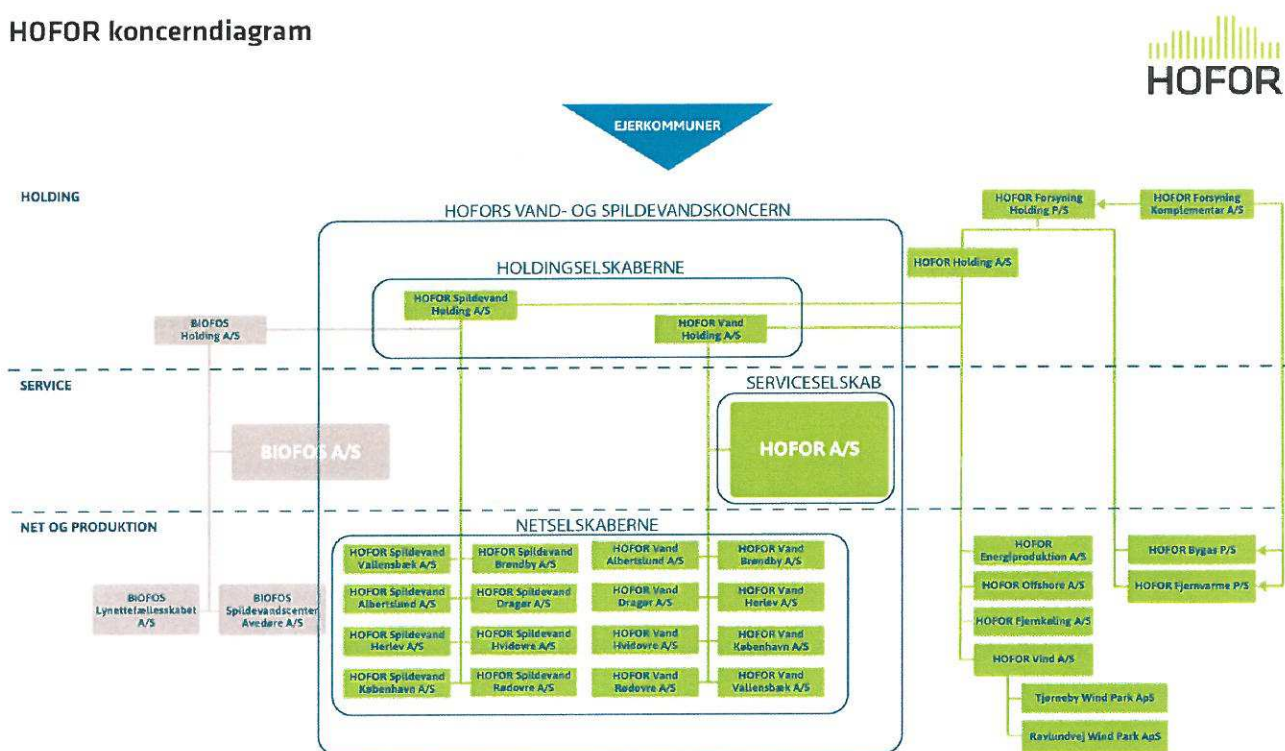 HOFOR koncerndiagram
HOFOR
EJERKOMMUNER
HOLDING
HOFORS VAND- OG SPILDEVANDSKONCERN
HOFOR Forsyning
Holding P/S
HOFOR Forsyning
Komplementar A/S
HOFOR Holding A/S
HOLDINGSELSKABERNE
HOFOR Spildevand
Holding A/S
BIOFOS
Holding A/S
HOFOR Vand
Holding A/S
SERVICE
SERVICESELSKAB
BIOFOS A/S
HOFOR A/S
NET OG PRODUKTION
NETSELSKABERNE
HOFOR Spildevand
Vallensbæk A/S
HOFOR Spildevand
Brøndby A/S
HOFOR Vand
Albertslund A/S
HOFOR Vand
Brøndby A/S
HOFOR
Energiproduktion A/S
HOFOR Bygas P/S
BIOFOS
Lynettefællesskabet
A/S
BIOFOS
Spildevandscenter
Avedøre A/S
HOFOR Spildevand
Albertslund A/S
HOFOR Spildevand
Dragør A/S
HOFOR Vand
Dragør A/S
HOFOR Vand
Herlev A/S
HOFOR Offshore A/S
HOFOR Fjernvarme P/S
HOFOR Spildevand
Herlev A/S
HOFOR Spildevand
Hvidovre A/S
HOFOR Vand
Hvidovre A/S
HOFOR Vand
København A/S
HOFOR Fjernkøling A/S
HOFOR Spildevand
København A/S
HOFOR Spildevand
Rødovre A/S
HOFOR Vand
Rødovre A/S
HOFOR Vand
Vallensbæk A/S
HOFOR Vind A/S
Tjørneby Wind Park ApS
Ravlundvej Wind Park ApS